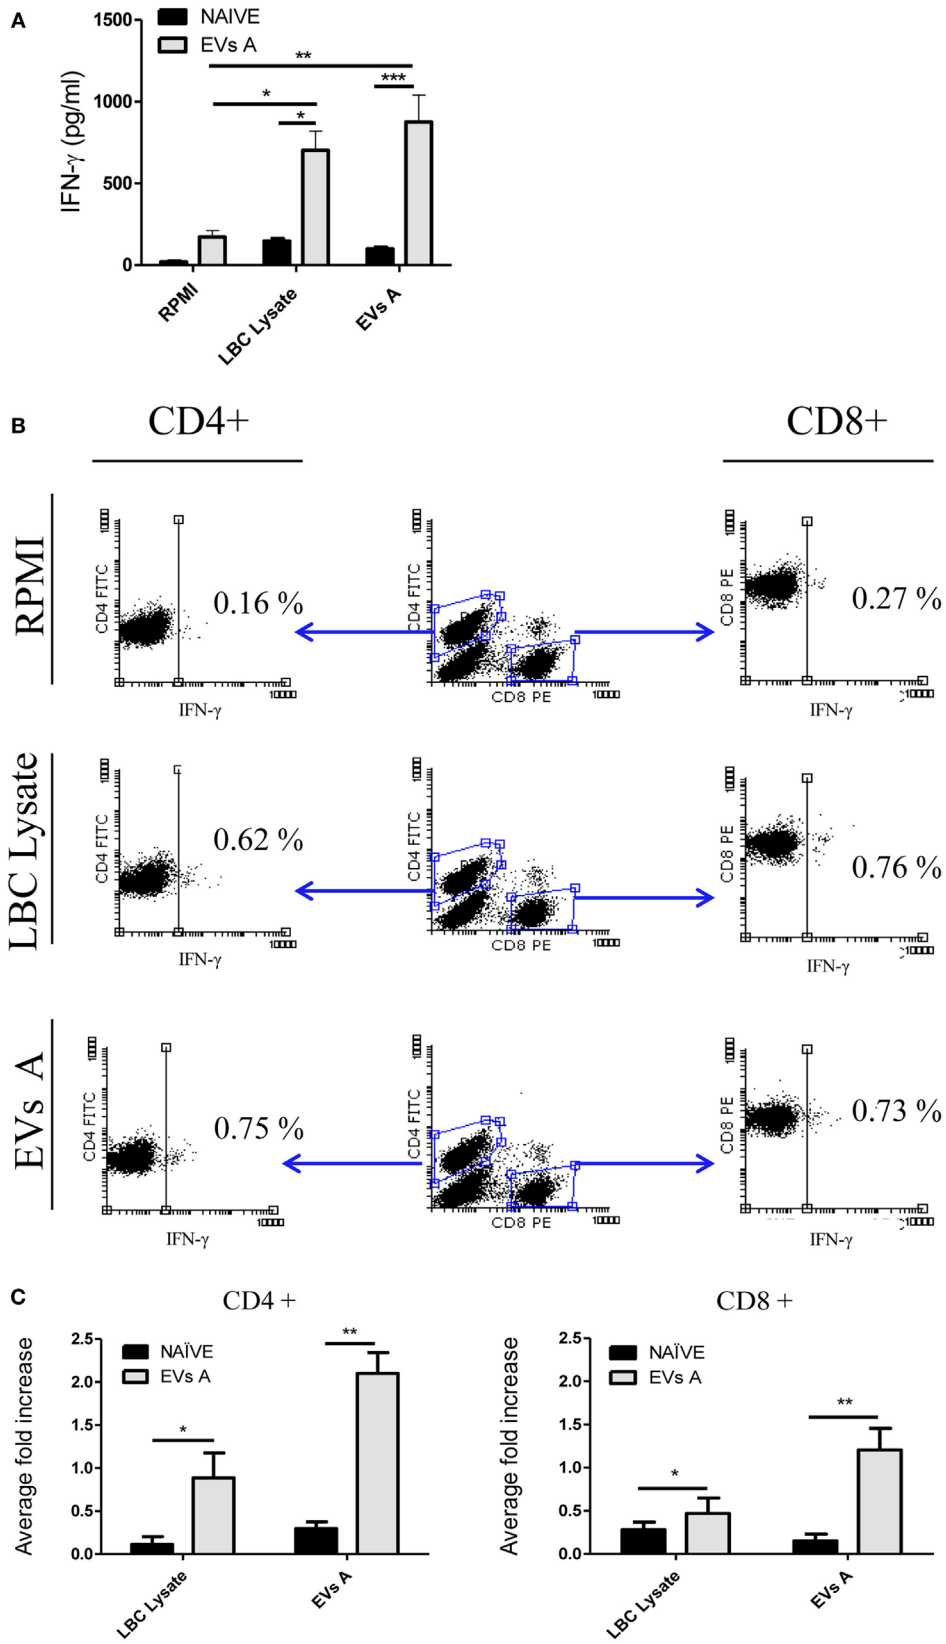 A
NAIVE
EVs A
IFN-γ (pg/ml)
1500
1000
500
0
**
*
*
***
RPMI
LBC Lysate
EVs A
B
CD4+
CD8+
RPMI
CD4 FITC
0.16 %
IFN-γ
CD4 FITC
CD8 PE
CD8 PE
0.27 %
IFN-γ
LBC Lysate
CD4 FITC
0.62 %
IFN-γ
CD4 FITC
CD8 PE
CD8 PE
0.76 %
IFN-γ
EVs A
CD4 FITC
0.75 %
IFN-γ
CD4 FITC
CD8 PE
CD8 PE
0.73 %
IFN-γ
C
CD4 +
Average fold increase
2.5
2.0
1.5
1.0
0.5
0.0
NAÏVE
EVs A
*
**
LBC Lysate
EVs A
CD8 +
Average fold increase
2.5
2.0
1.5
1.0
0.5
0.0
NAÏVE
EVs A
*
**
LBC Lysate
EVs A